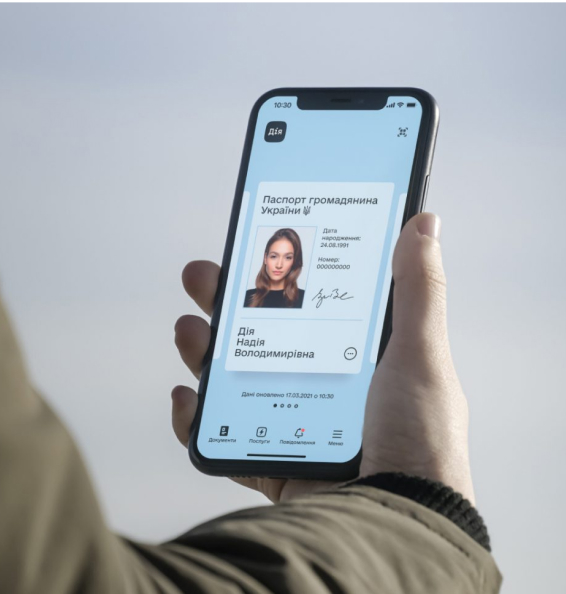 10:30
Дія
Паспорт громадянина
України
Дата
народження:
24.08.1991
Номер:
000000000
Дія
Надія
Володимирівна
Дані оновлено 17.03.2021 о 10:30
Документи
Послуги
Повідомлення
Меню